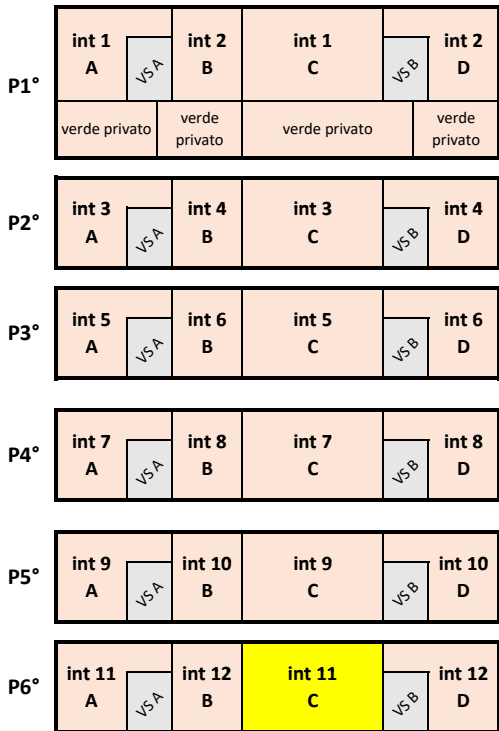 P1°
int 1 int 2 int 1 int 2
A VS A B C VS B D
verde privato verde privato verde privato verde privato
P2°
int 3 int 4 int 3 int 4
A VS A B C VS B D
P3°
int 5 int 6 int 5 int 6
A VS A B C VS B D
P4°
int 7 int 8 int 7 int 8
A VS A B C VS B D
P5°
int 9 int 10 int 9 int 10
A VS A B C VS B D
P6°
int 11 int 12 int 11 int 12
A VS A B C VS B D